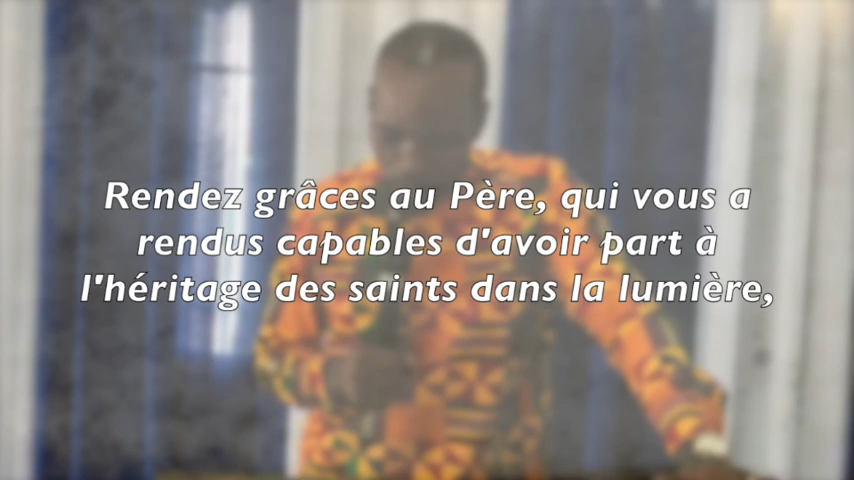 Rendez grâces au Père, qui vous a
rendus capables d'avoir part à
l'héritage des saints dans la lumière,